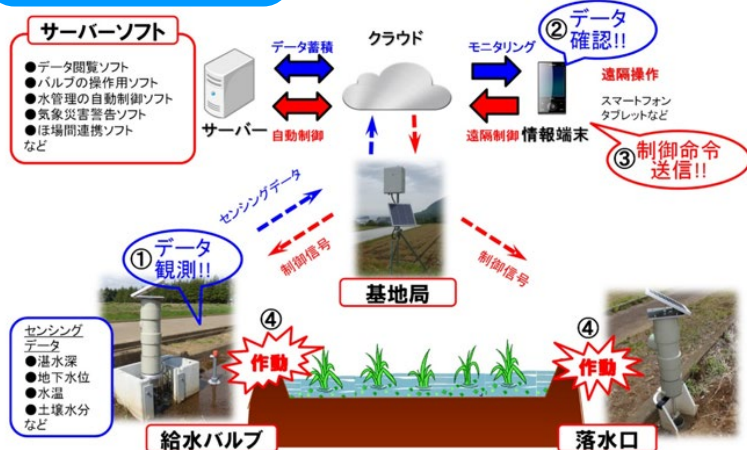 サーバーソフト
●データ閲覧ソフト
●バルブの操作用ソフト
●水管理の自動制御ソフト
●気象災害警告ソフト
●ほ場間連携ソフト
など
サーバー
データ蓄積
自動制御
クラウド
モニタリング
遠隔制御
②データ
確認!!
情報端末
遠隔操作
スマートフォン
タブレットなど
③制御命令
送信!!
センシングデータ
制御信号
制御信号
基地局
①データ
観測!!
センシング
データ
●湛水深
●地下水位
●水温
●土壌水分
など
④
作動
④
作動
給水バルブ
落水口